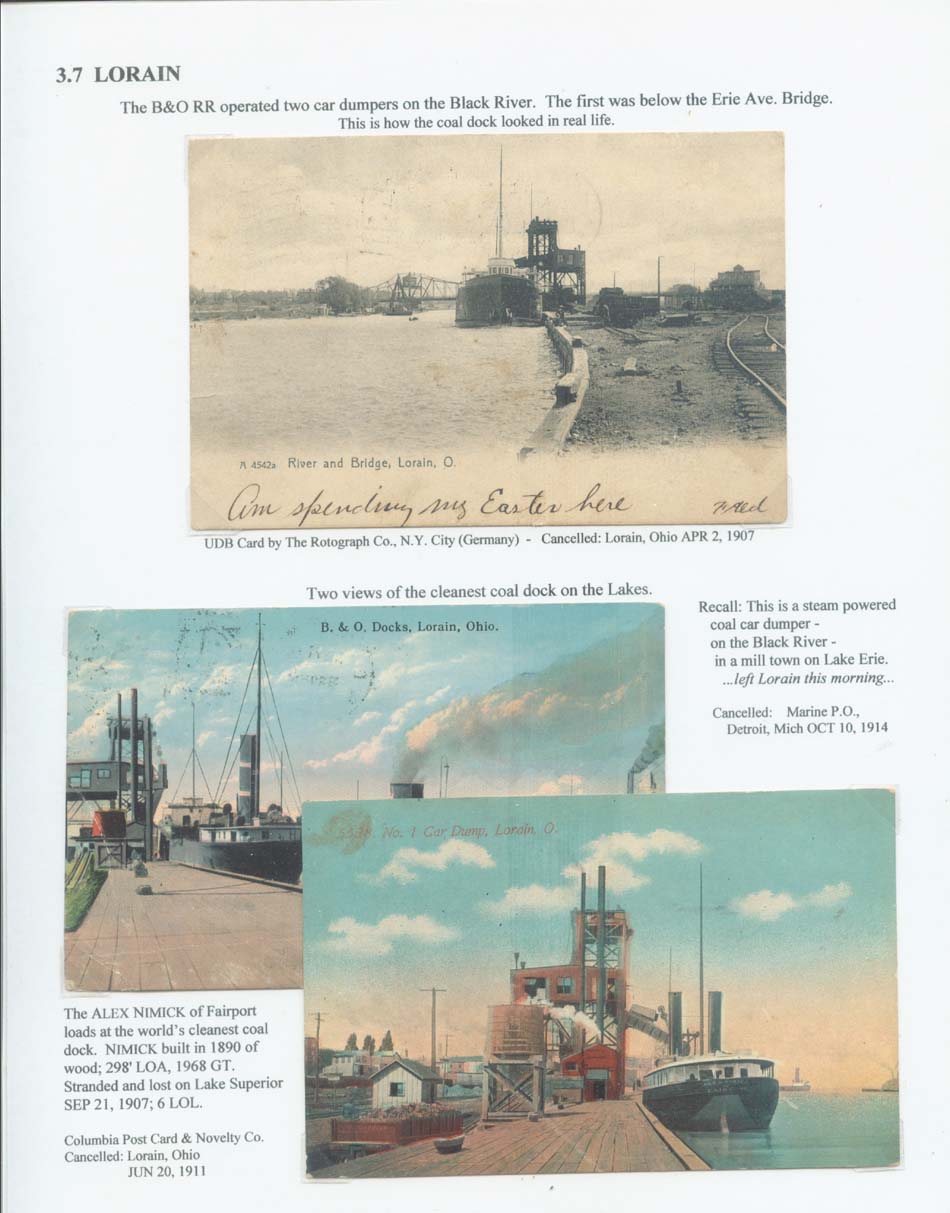 3.7 LORAIN
The B&O RR operated two car dumpers on the Black River. The first was below the Erie Ave. Bridge.
This is how the coal dock looked in real life.
A 4542a River and Bridge, Lorain, O.
Am spending my Easter here
UDB Card by The Rotograph Co., N.Y. City (Germany) - Cancelled: Lorain, Ohio APR 2, 1907
Two views of the cleanest coal dock on the Lakes.
B. & O. Docks, Lorain, Ohio.
Recall: This is a steam powered
coal car dumper -
on the Black River -
in a mill town on Lake Erie.
...left Lorain this morning...
Cancelled: Marine P.O.,
Detroit, Mich OCT 10, 1914
No. 1 Car Dump, Lorain, O.
The ALEX NIMICK of Fairport
loads at the world's cleanest coal
dock. NIMICK built in 1890 of
wood; 298' LOA, 1968 GT.
Stranded and lost on Lake Superior
SEP 21, 1907; 6 LOL.
Columbia Post Card & Novelty Co.
Cancelled: Lorain, Ohio
JUN 20, 1911